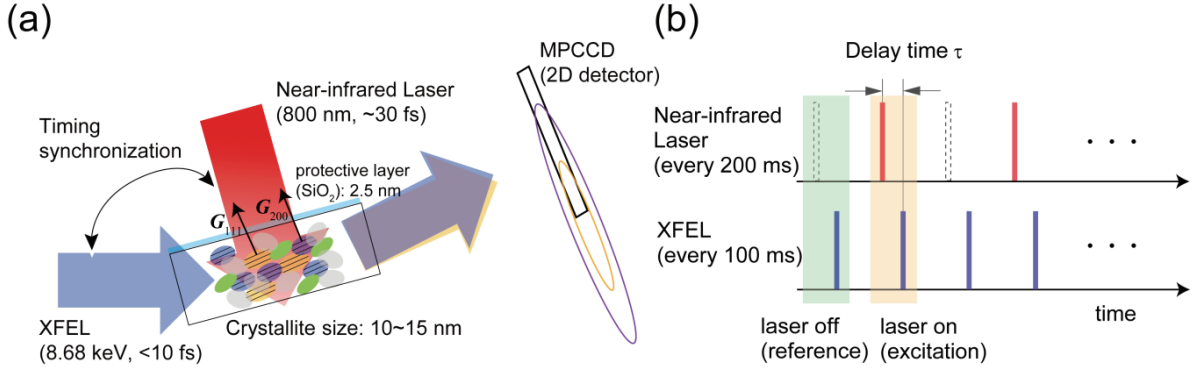 (a)
MPCCD
(2D detector)
Near-infrared Laser
(800 nm, ~30 fs)
Timing
synchronization
protective layer
(SiO₂): 2.5 nm
G₁₁₁
G₂₀₀
XFEL
(8.68 keV, <10 fs)
Crystallite size: 10~15 nm
(b)
Delay time τ
Near-infrared
Laser
(every 200 ms)
• • •
XFEL
(every 100 ms)
• • •
time
laser off
(reference)
laser on
(excitation)